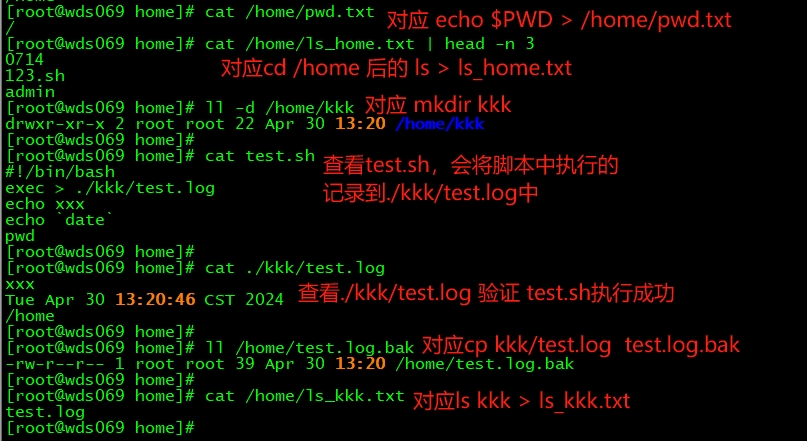 [root@wds069 home]# cat /home/pwd.txt 对应 echo $PWD > /home/pwd.txt
/
[root@wds069 home]# cat /home/ls_home.txt | head -n 3
0714 对应cd /home 后的 ls > ls_home.txt
123.sh
admin
[root@wds069 home]# ll -d /home/kkk 对应 mkdir kkk
drwxr-xr-x 2 root root 22 Apr 30 13:20 /home/kkk
[root@wds069 home]#
[root@wds069 home]# cat test.sh 查看test.sh，会将脚本中执行的
#!/bin/bash
exec > ./kkk/test.log 记录到./kkk/test.log中
echo xxx
echo `date`
pwd
[root@wds069 home]#
[root@wds069 home]# cat ./kkk/test.log
xxx
Tue Apr 30 13:20:46 CST 2024 查看./kkk/test.log 验证 test.sh执行成功
/home
[root@wds069 home]#
[root@wds069 home]# ll /home/test.log.bak 对应cp kkk/test.log test.log.bak
-rw-r--r-- 1 root root 39 Apr 30 13:20 /home/test.log.bak
[root@wds069 home]#
[root@wds069 home]# cat /home/ls_kkk.txt 对应ls kkk > ls_kkk.txt
test.log
[root@wds069 home]#